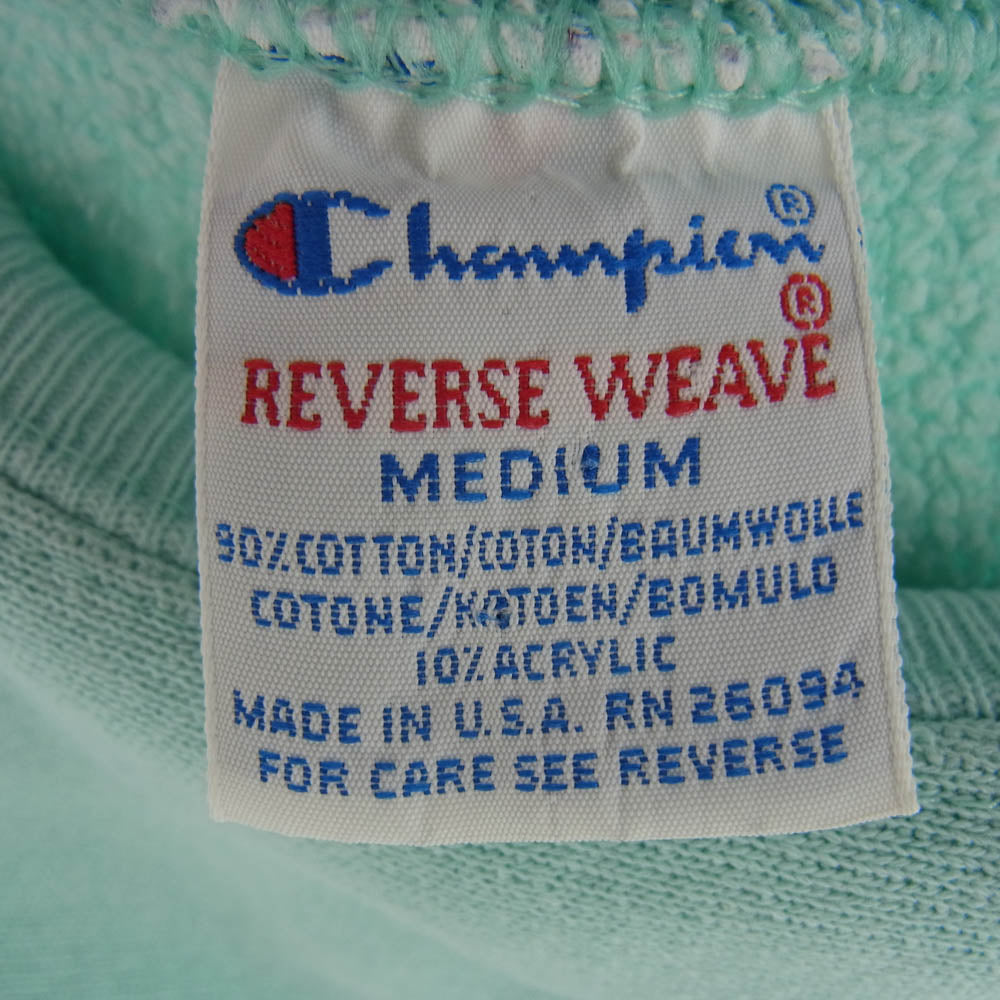 Champion®
REVERSE WEAVE®
MEDIUM
90% COTTON/COTON/BAUMWOLLE
COTONE/KATOEN/BOMULD
10% ACRYLIC
MADE IN U.S.A. RN 26094
FOR CARE SEE REVERSE